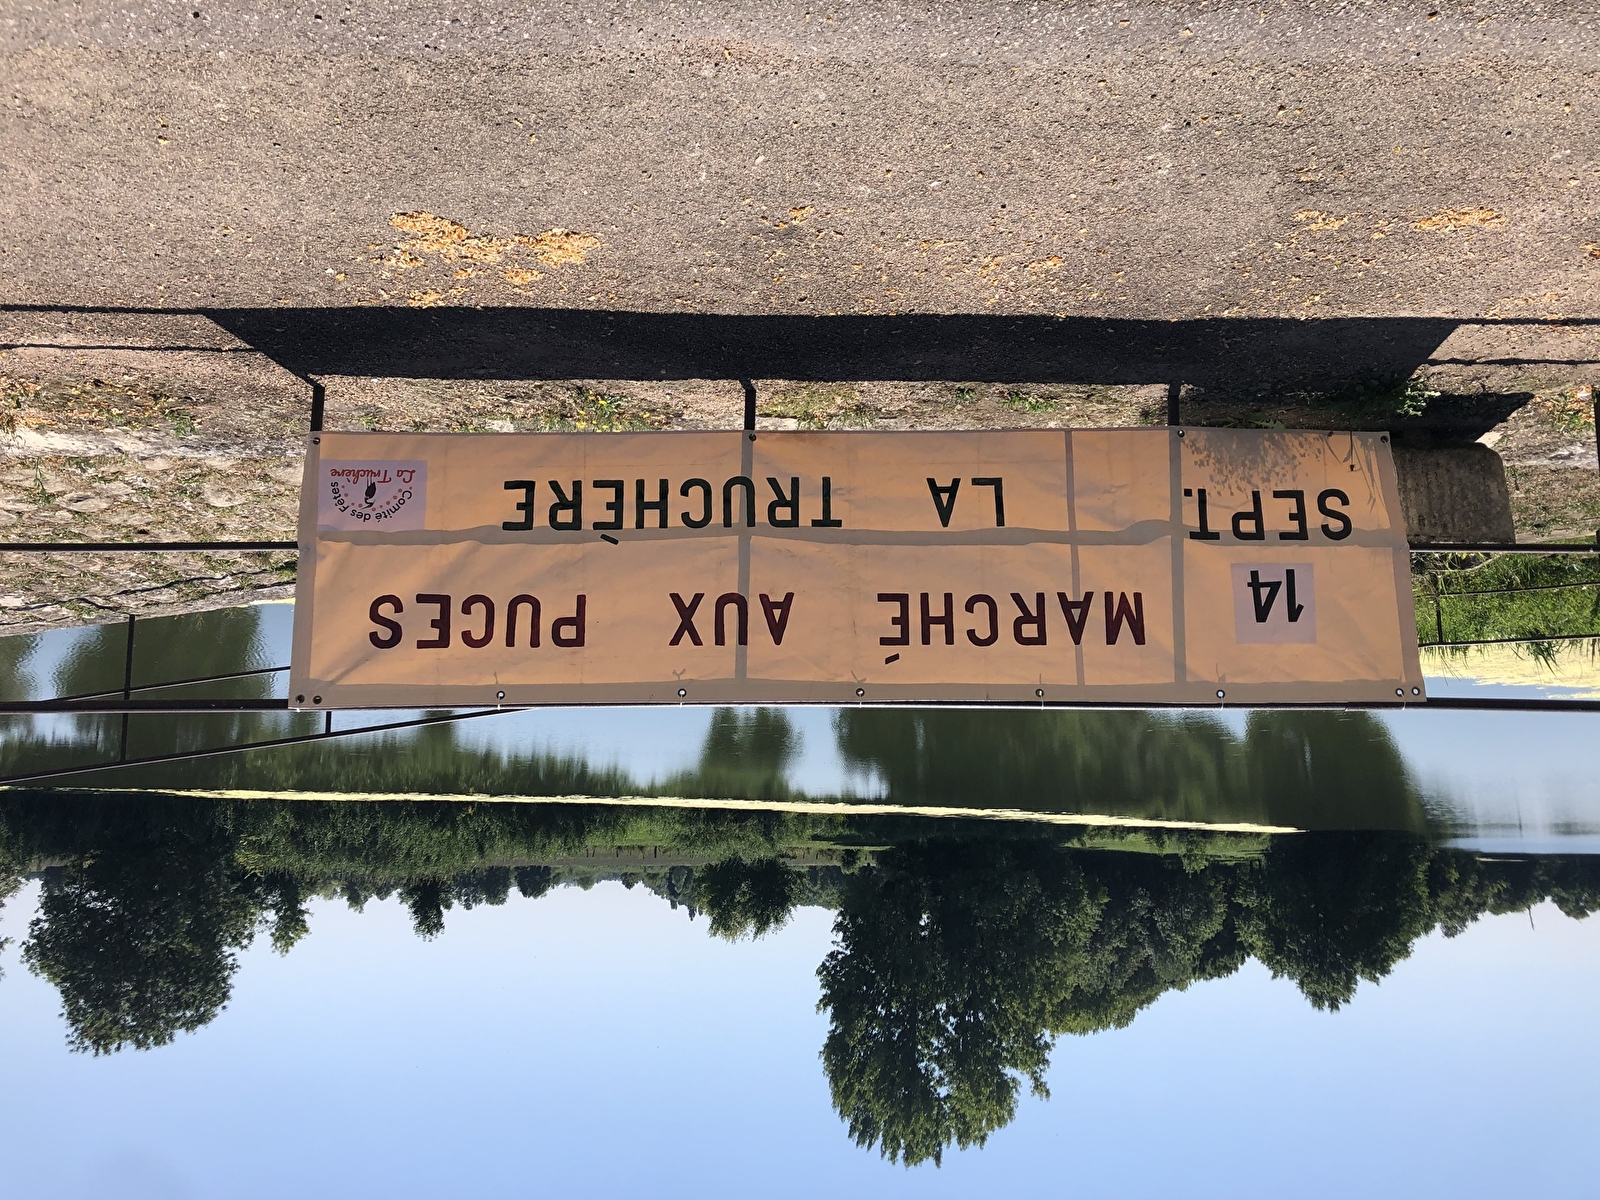 14 MARCHÉ AUX PUCES
SEPT. LA TRUCHÈRE
Comité des Fêtes
La Truchère